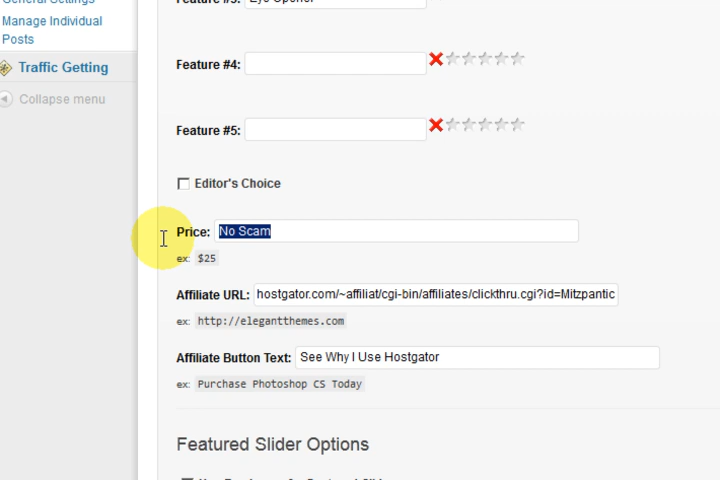 Manage Individual
Posts
Traffic Getting
Collapse menu
Feature #4:
Feature #5:
Editor's Choice
Price: No Scam
ex: $25
Affiliate URL: hostgator.com/~affiliat/cgi-bin/affiliates/clickthru.cgi?id=Mitzpantic
ex: http://elegantthemes.com
Affiliate Button Text: See Why I Use Hostgator
ex: Purchase Photoshop CS Today
Featured Slider Options